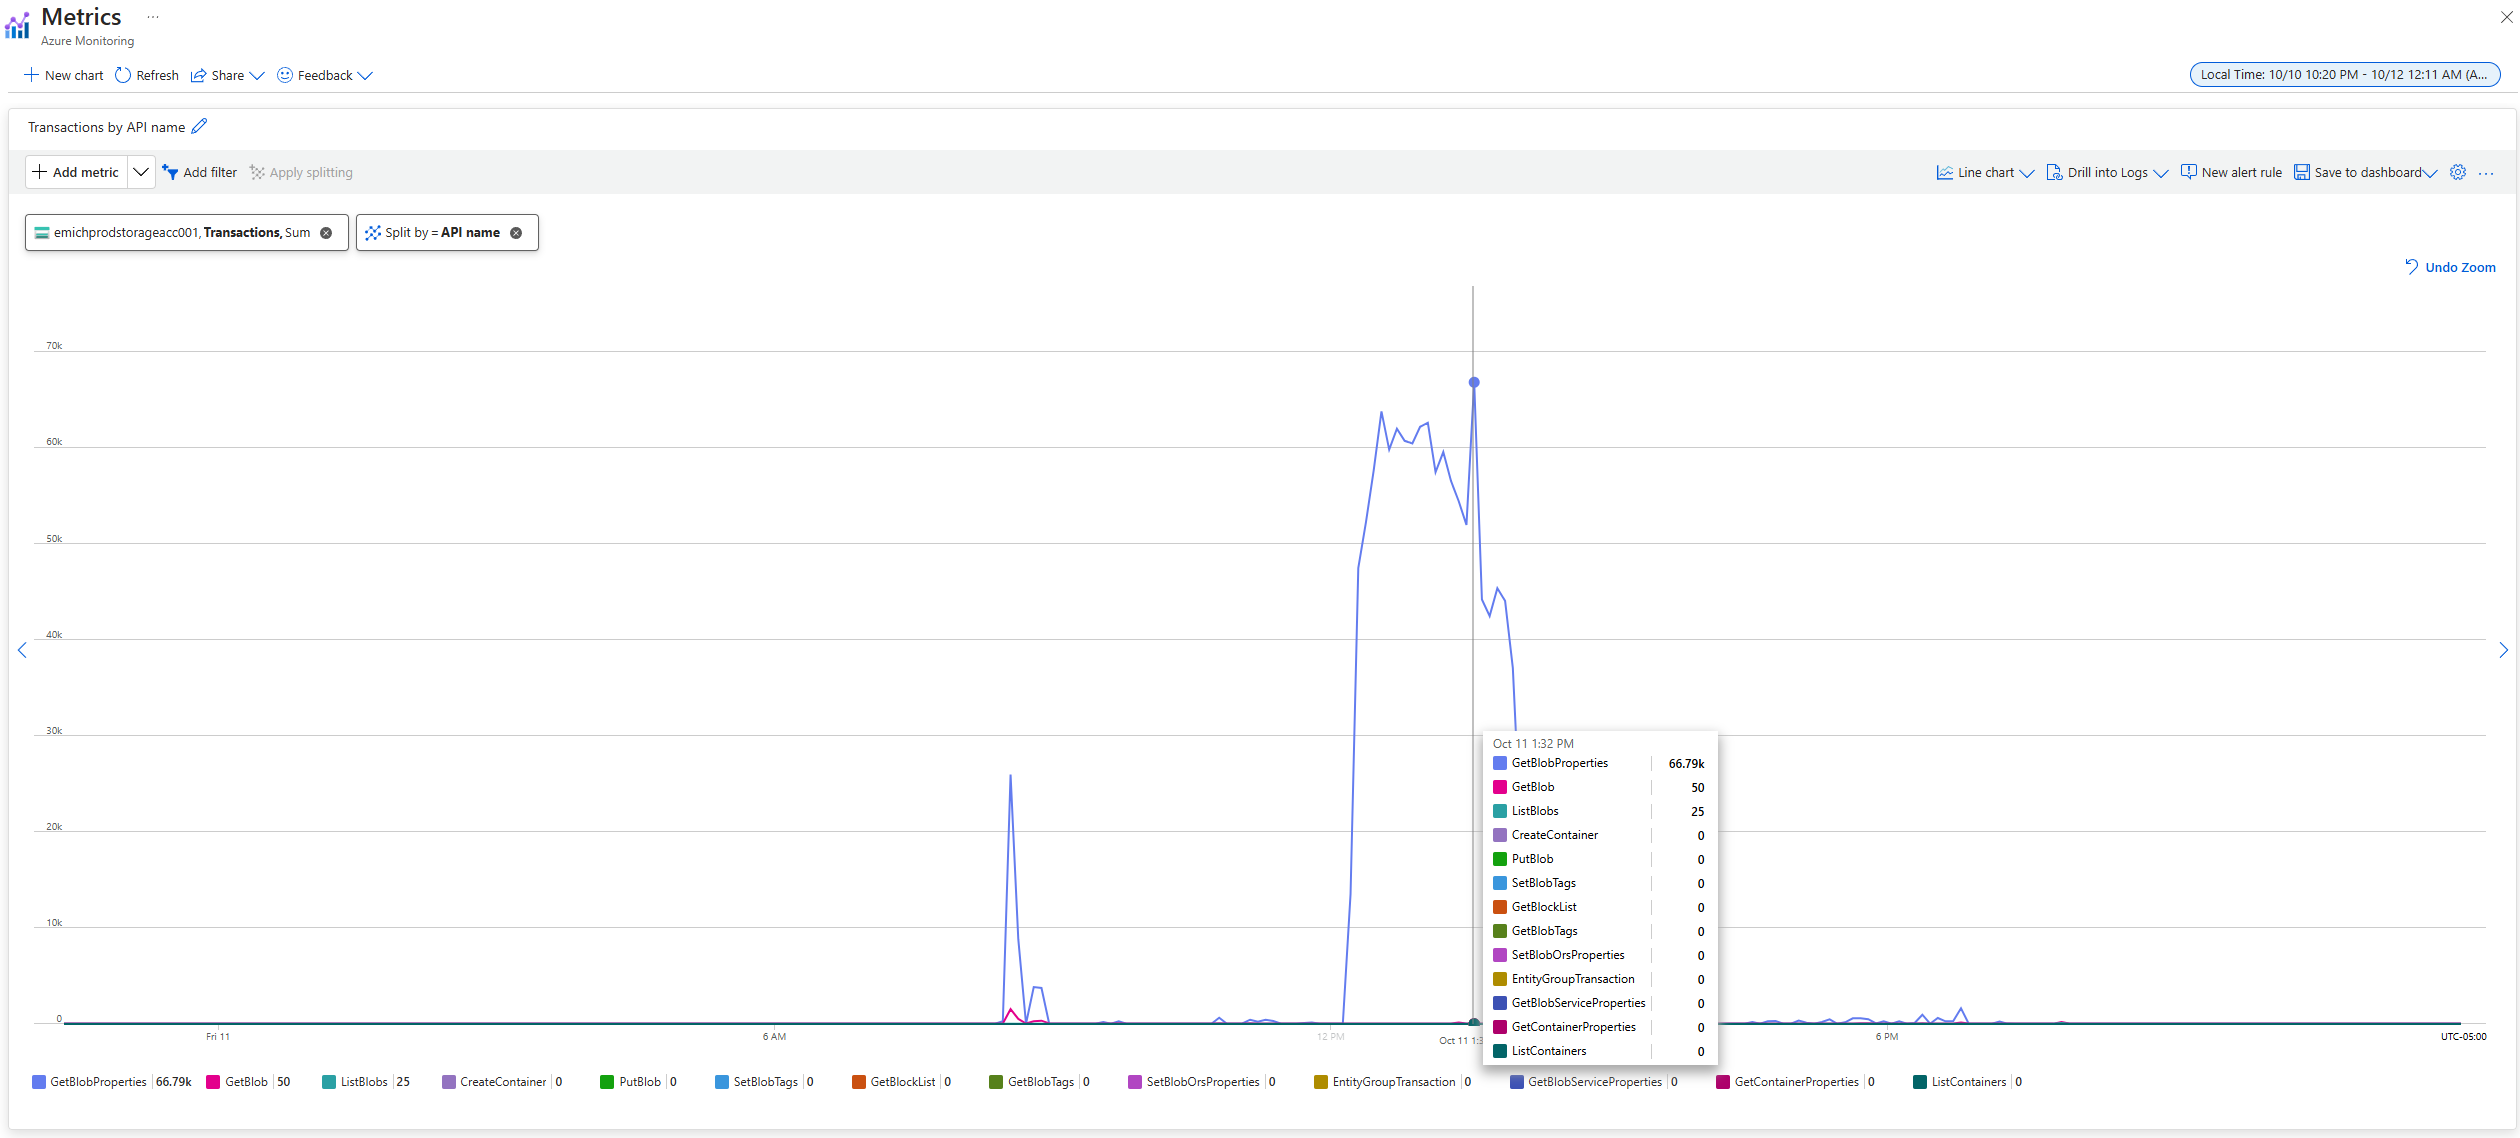 Metrics ...
Azure Monitoring
New chart Refresh Share Feedback
Local Time: 10/10 10:20 PM - 10/12 12:11 AM (A...
Transactions by API name
Add metric Add filter Apply splitting
Line chart Drill into Logs New alert rule Save to dashboard ...
emichprodstorageacc001, Transactions, Sum
Split by = API name
Undo Zoom
70k
60k
50k
40k
30k
20k
10k
0
Oct 11 1:32 PM
GetBlobProperties 66.79k
GetBlob 50
ListBlobs 25
CreateContainer 0
PutBlob 0
SetBlobTags 0
GetBlockList 0
GetBlobTags 0
SetBlobOrsProperties 0
EntityGroupTransaction 0
GetBlobServiceProperties 0
GetContainerProperties 0
ListContainers 0
Fri 11 6 AM 12 PM Oct 11 1:3 6 PM UTC-05:00
GetBlobProperties 66.79k GetBlob 50 ListBlobs 25 CreateContainer 0 PutBlob 0 SetBlobTags 0 GetBlockList 0 GetBlobTags 0 SetBlobOrsProperties 0 EntityGroupTransaction 0 GetBlobServiceProperties 0 GetContainerProperties 0 ListContainers 0